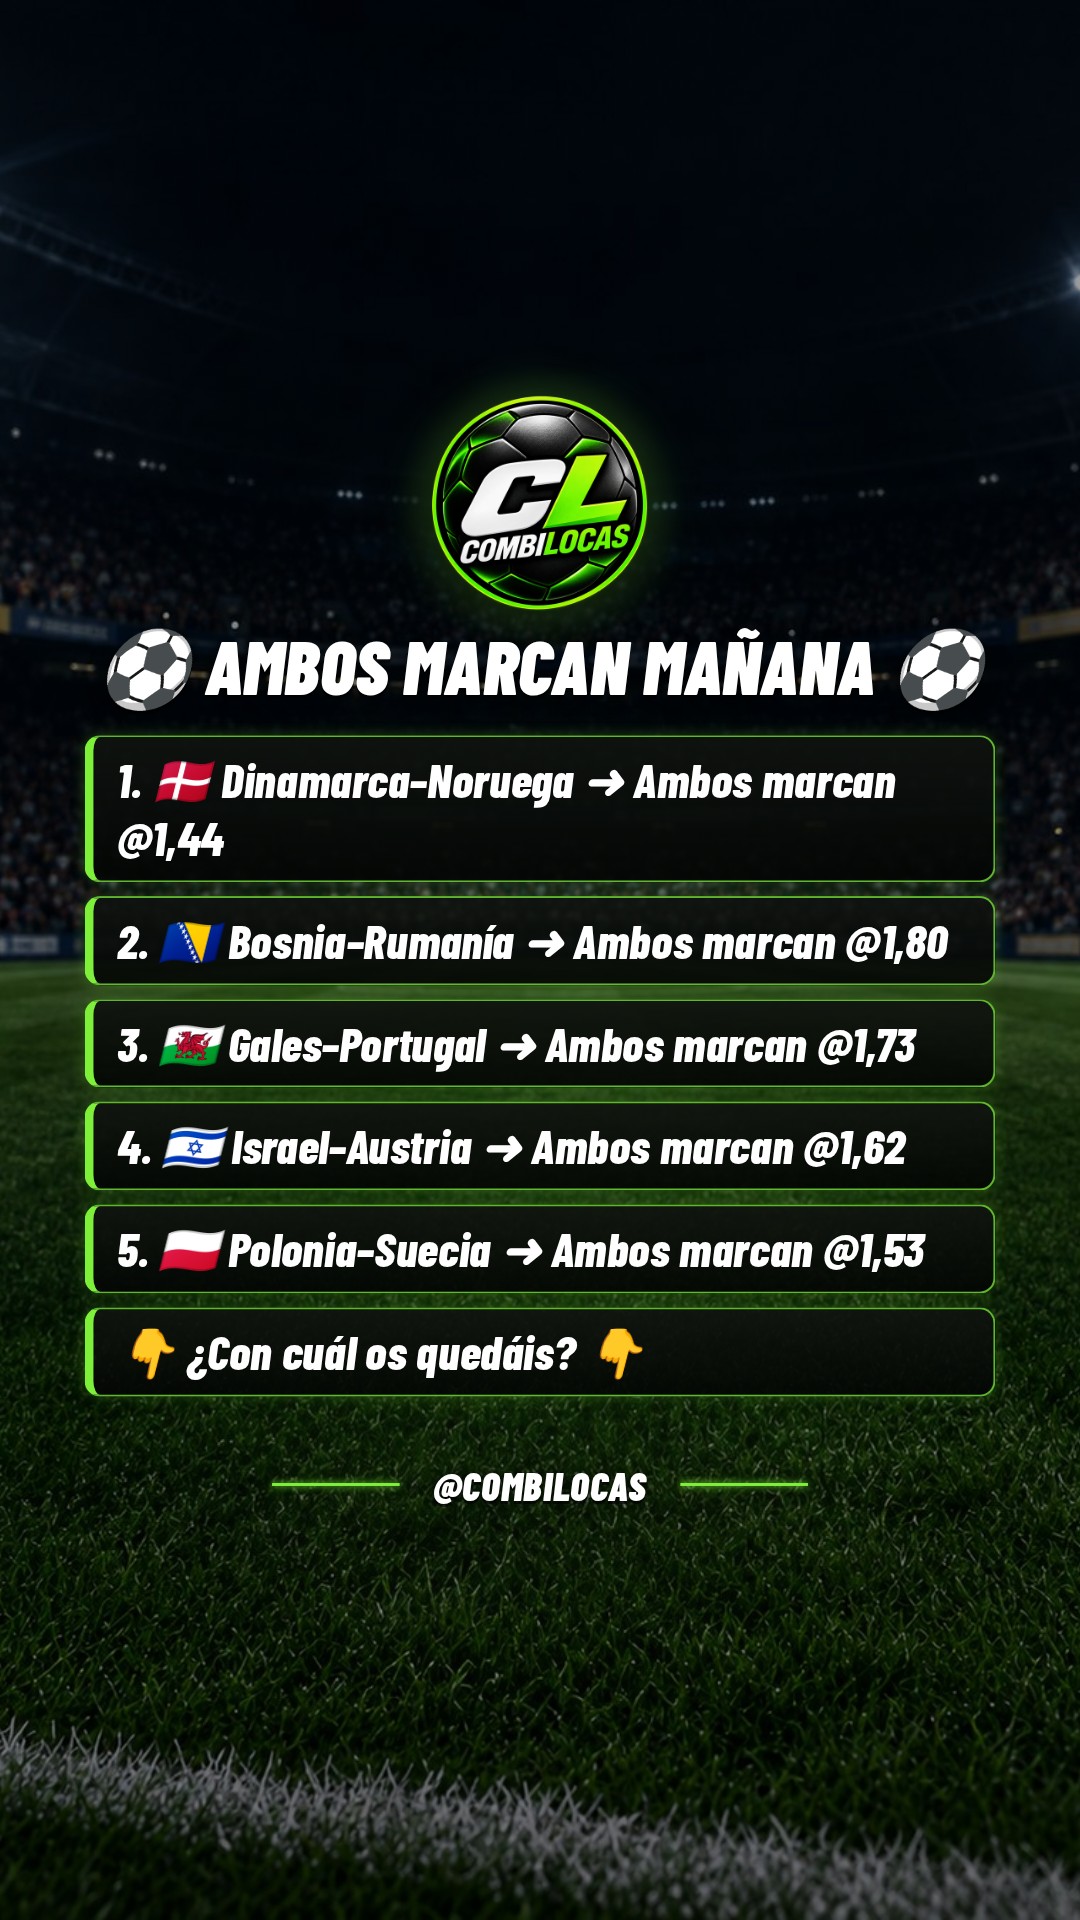 CL
COMBILOCAS
⚽ AMBOS MARCAN MAÑANA ⚽
1. 🇩🇰 Dinamarca-Noruega ➜ Ambos marcan
@1,44
2. 🇧🇦 Bosnia-Rumanía ➜ Ambos marcan @1,80
3. 🏴󠁧󠁢󠁷󠁬󠁳󠁿 Gales-Portugal ➜ Ambos marcan @1,73
4. 🇮🇱 Israel-Austria ➜ Ambos marcan @1,62
5. 🇵🇱 Polonia-Suecia ➜ Ambos marcan @1,53
👇 ¿Con cuál os quedáis? 👇
@COMBILOCAS